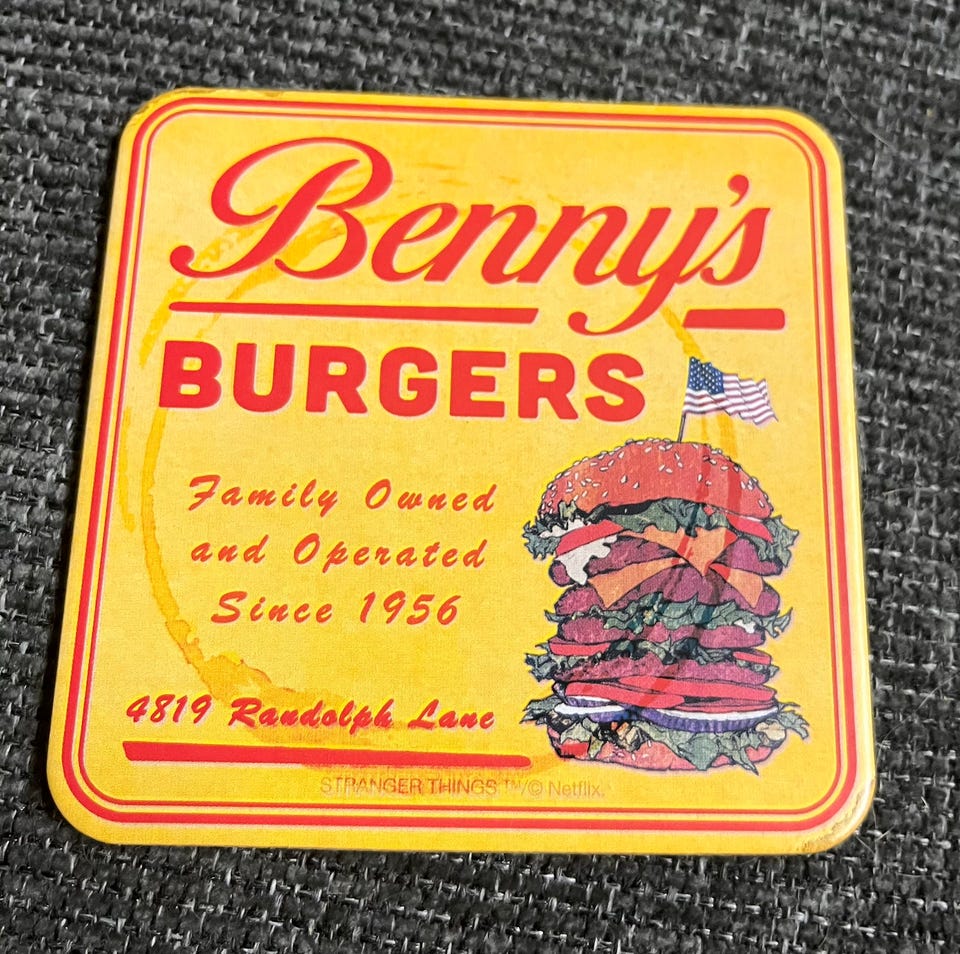 Benny's
BURGERS
Family Owned
and Operated
Since 1956
4819 Randolph Lane
STRANGER THINGS ™/© Netflix.